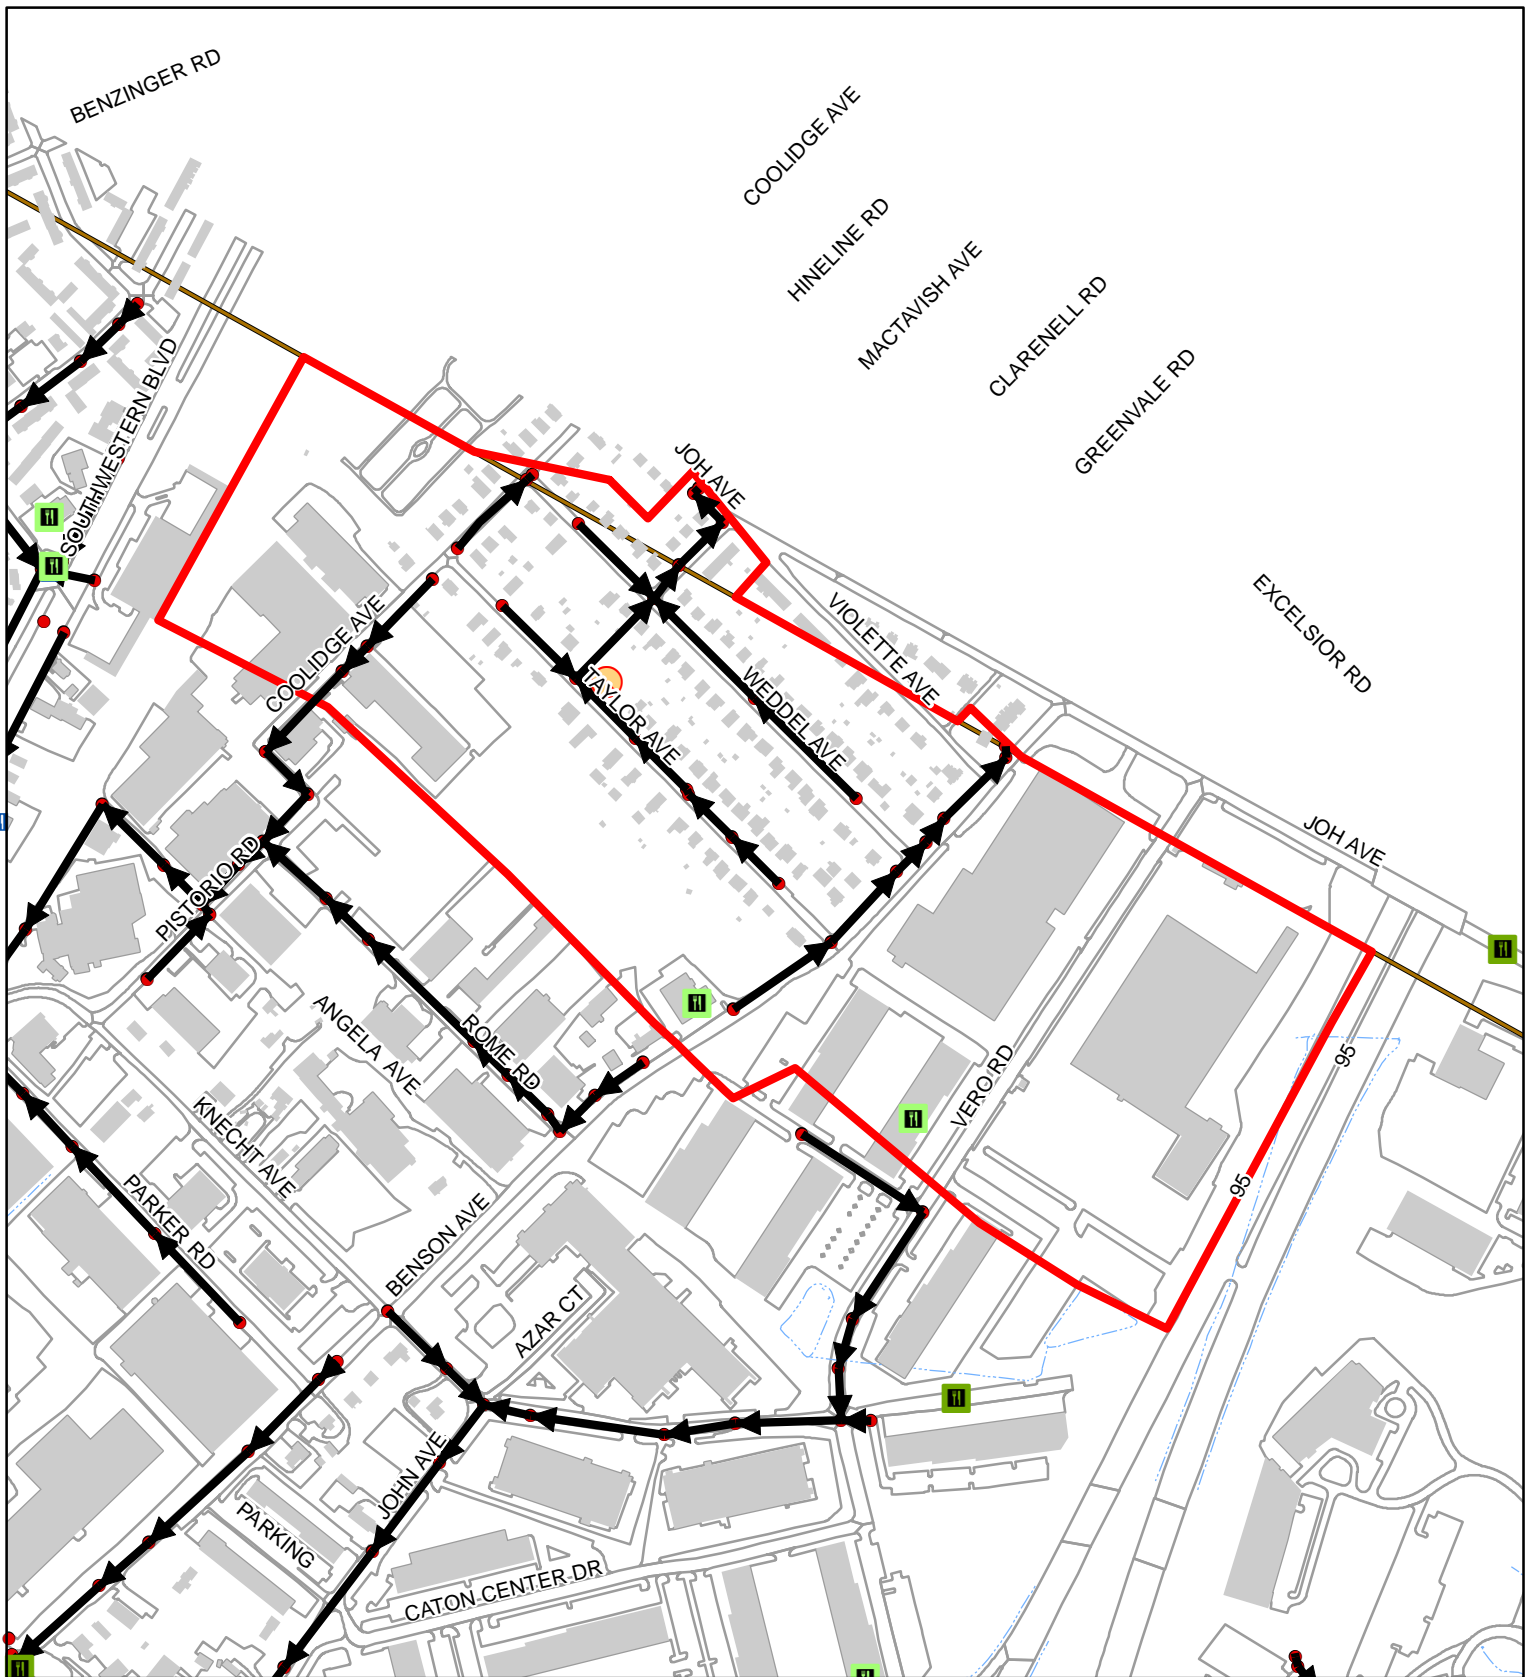 BENZINGER RD
COOLIDGE AVE
HINELINE RD
MACTAVISH AVE
CLARENELL RD
GREENVALE RD
SOUTHWESTERN BLVD
JOH AVE
EXCELSIOR RD
COOLIDGE AVE
VIOLETTE AVE
TAYLOR AVE
WEDDEL AVE
JOH AVE
PISTORIO RD
ANGELA AVE
ROME RD
VERO RD
95
KNECHT AVE
95
PARKER RD
BENSON AVE
AZAR CT
JOHN AVE
PARKING
CATON CENTER DR